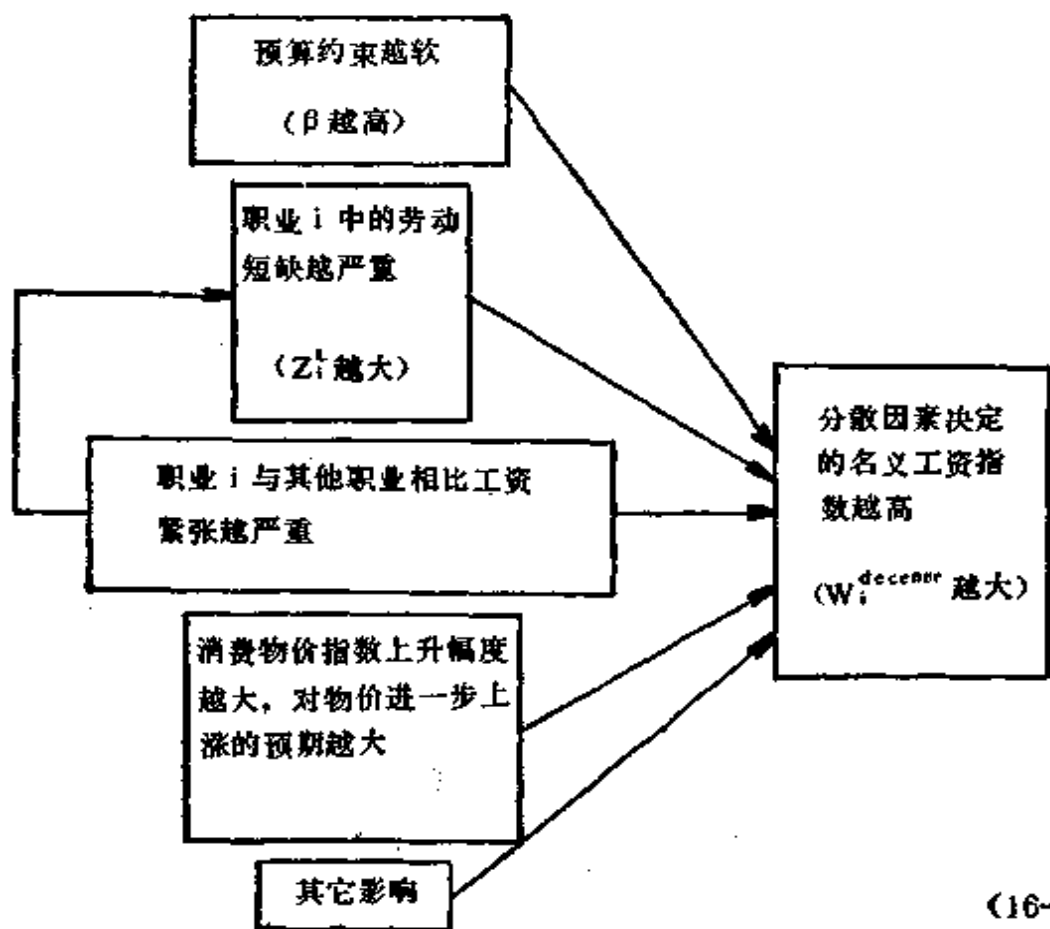 预算约束越软
（β越高）
职业 i 中的劳动
短缺越严重
（Z越大）
职业 i 与其他职业相比工资
紧张越严重
消费物价指数上升幅度
越大，对物价进一步上
涨的预期越大
其它影响
分散因素决定
的名义工资指
数越高
（W越大）
（16-